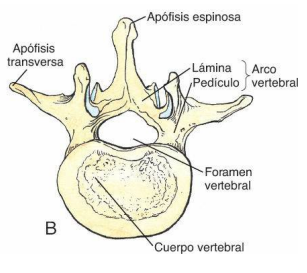 Apófisis espinosa
Apófisis
transversa
Lámina
Pedículo
Arco
vertebral
Foramen
vertebral
B
Cuerpo vertebral